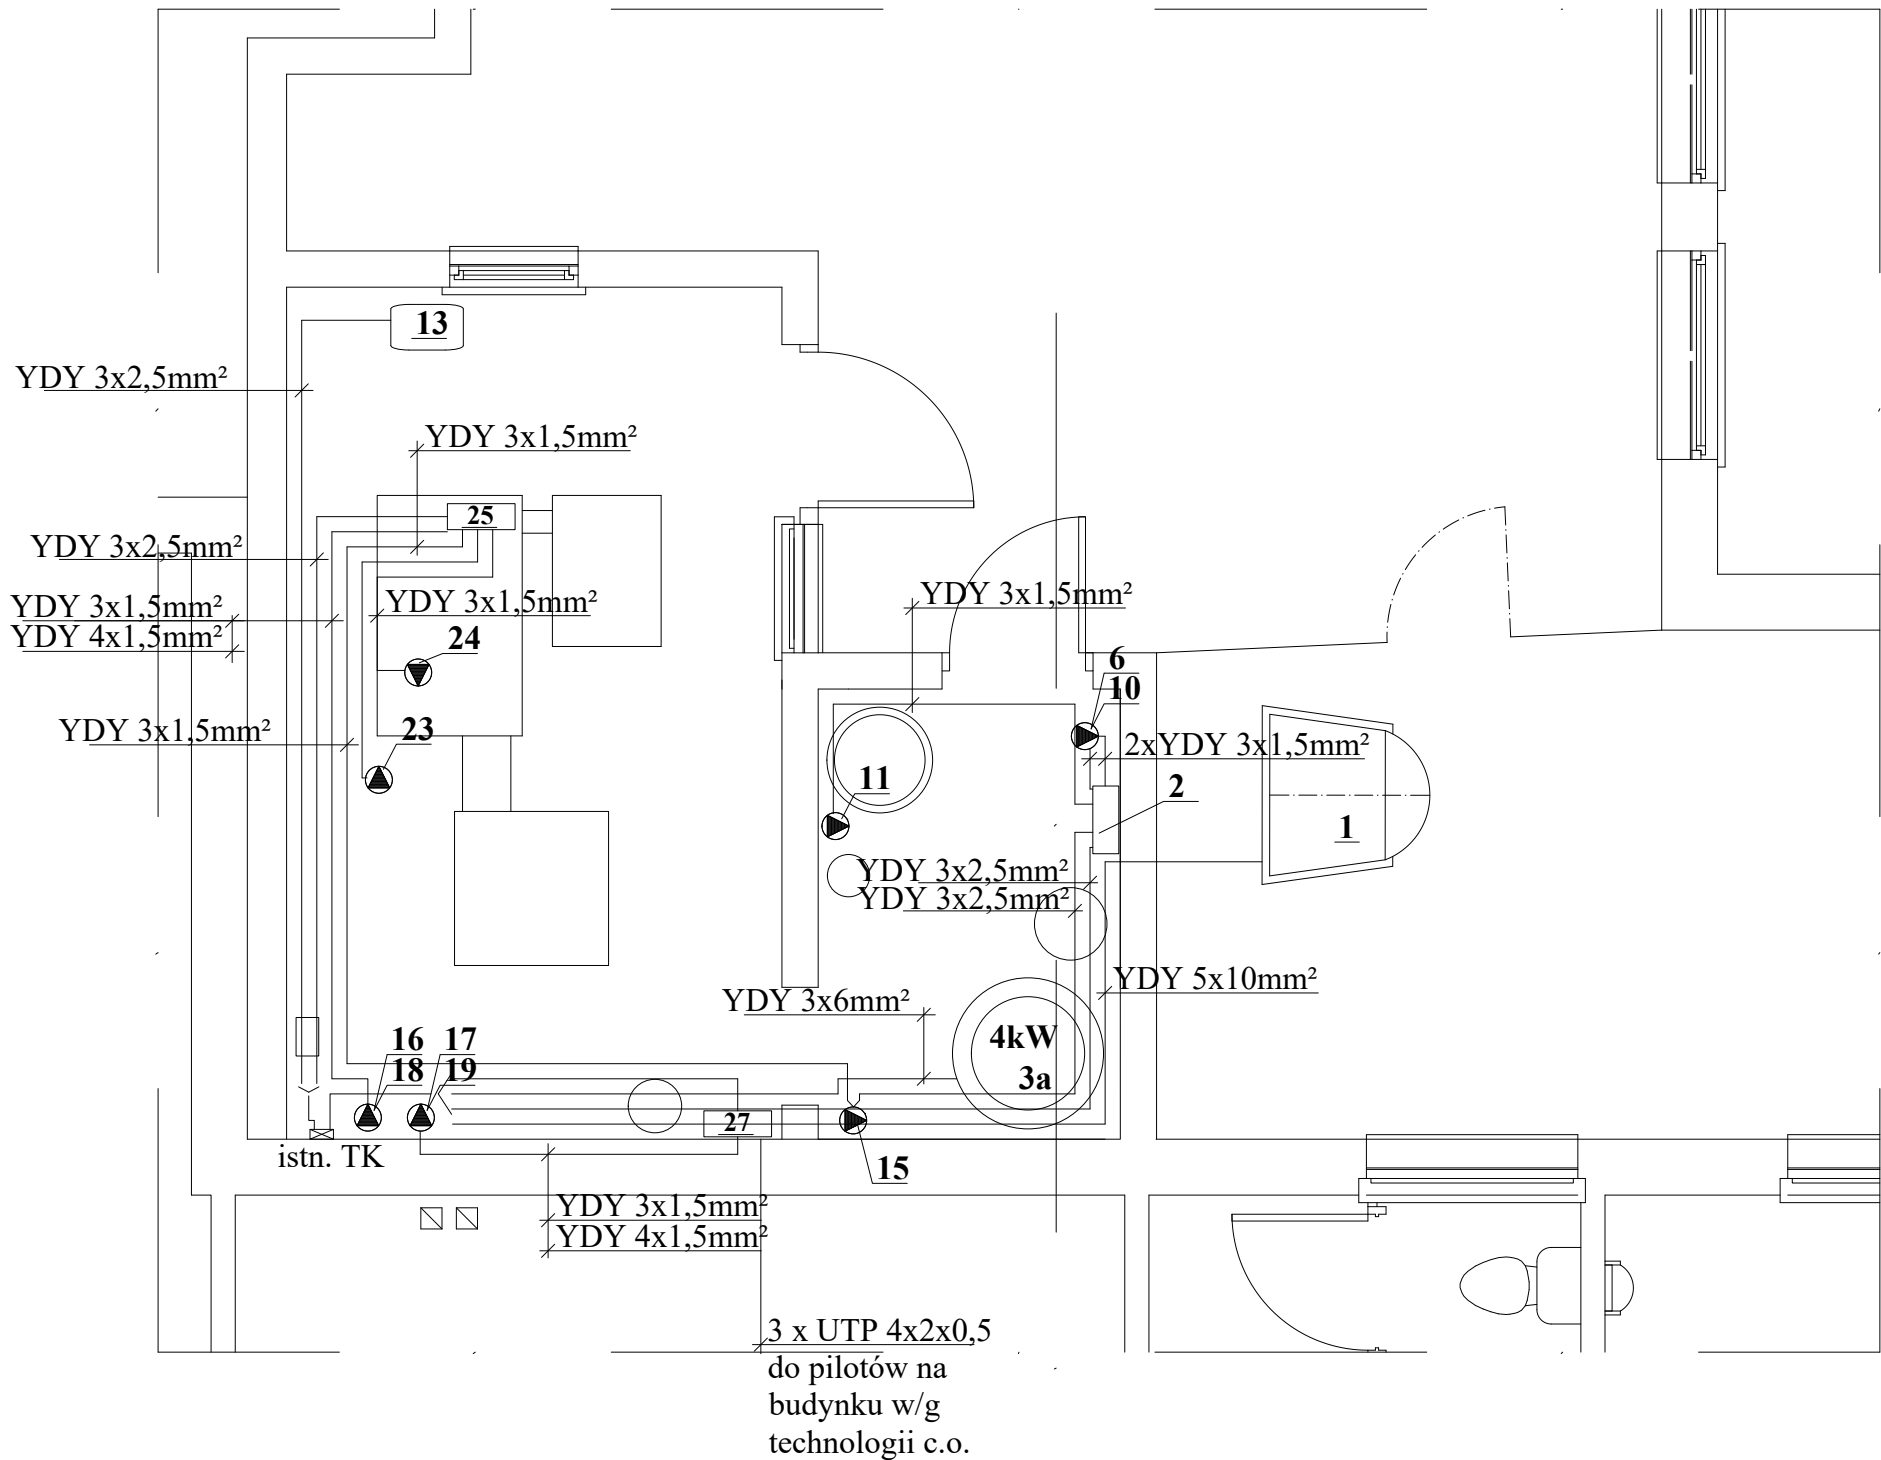 13
YDY 3x2,5mm²
YDY 3x1,5mm²
25
YDY 3x2,5mm²
YDY 3x1,5mm²
YDY 4x1,5mm²
YDY 3x1,5mm²
YDY 3x1,5mm²
24
6
10
YDY 3x1,5mm²
23
2xYDY 3x1,5mm²
11
2
1
YDY 3x2,5mm²
YDY 3x2,5mm²
YDY 5x10mm²
YDY 3x6mm²
4kW
3a
16
18
17
19
27
istn. TK
15
YDY 3x1,5mm²
YDY 4x1,5mm²
3 x UTP 4x2x0,5
do pilotów na
budynku w/g
technologii c.o.